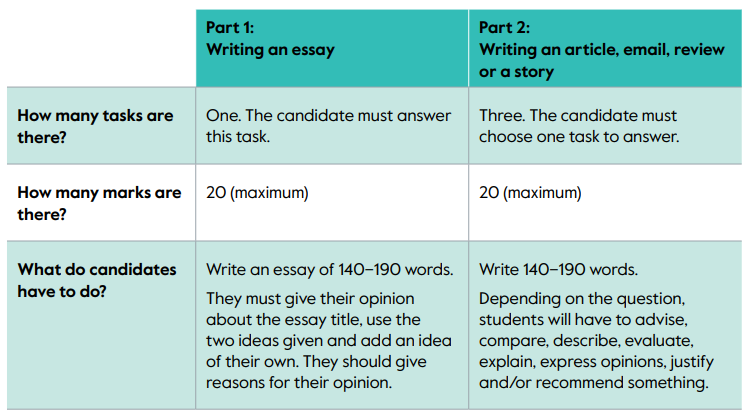 Part 1:
Writing an essay
Part 2:
Writing an article, email, review
or a story
How many tasks are
there?
One. The candidate must answer
this task.
Three. The candidate must
choose one task to answer.
How many marks are
there?
20 (maximum)
20 (maximum)
What do candidates
have to do?
Write an essay of 140–190 words.
They must give their opinion
about the essay title, use the
two ideas given and add an idea
of their own. They should give
reasons for their opinion.
Write 140–190 words.
Depending on the question,
students will have to advise,
compare, describe, evaluate,
explain, express opinions, justify
and/or recommend something.